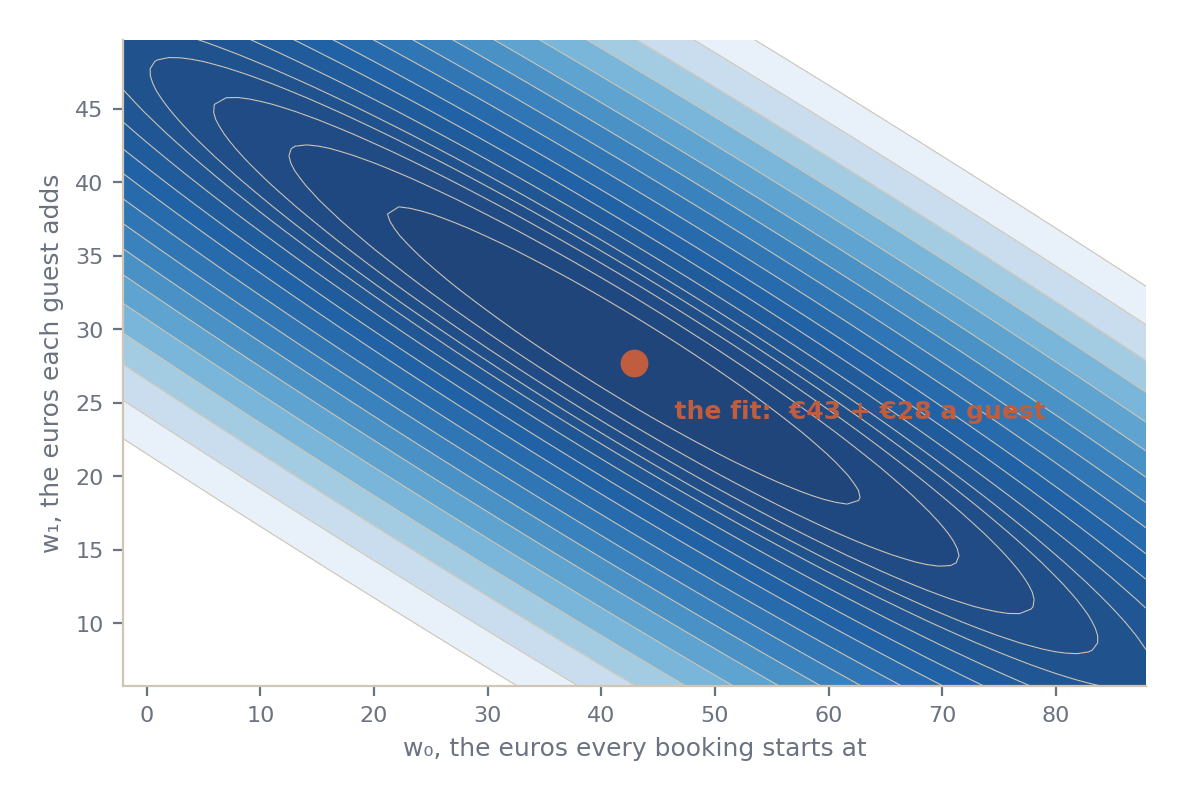 45
40
35
30
25
20
15
10
w₁, the euros each guest adds
the fit:  €43 + €28 a guest
0 10 20 30 40 50 60 70 80
w₀, the euros every booking starts at